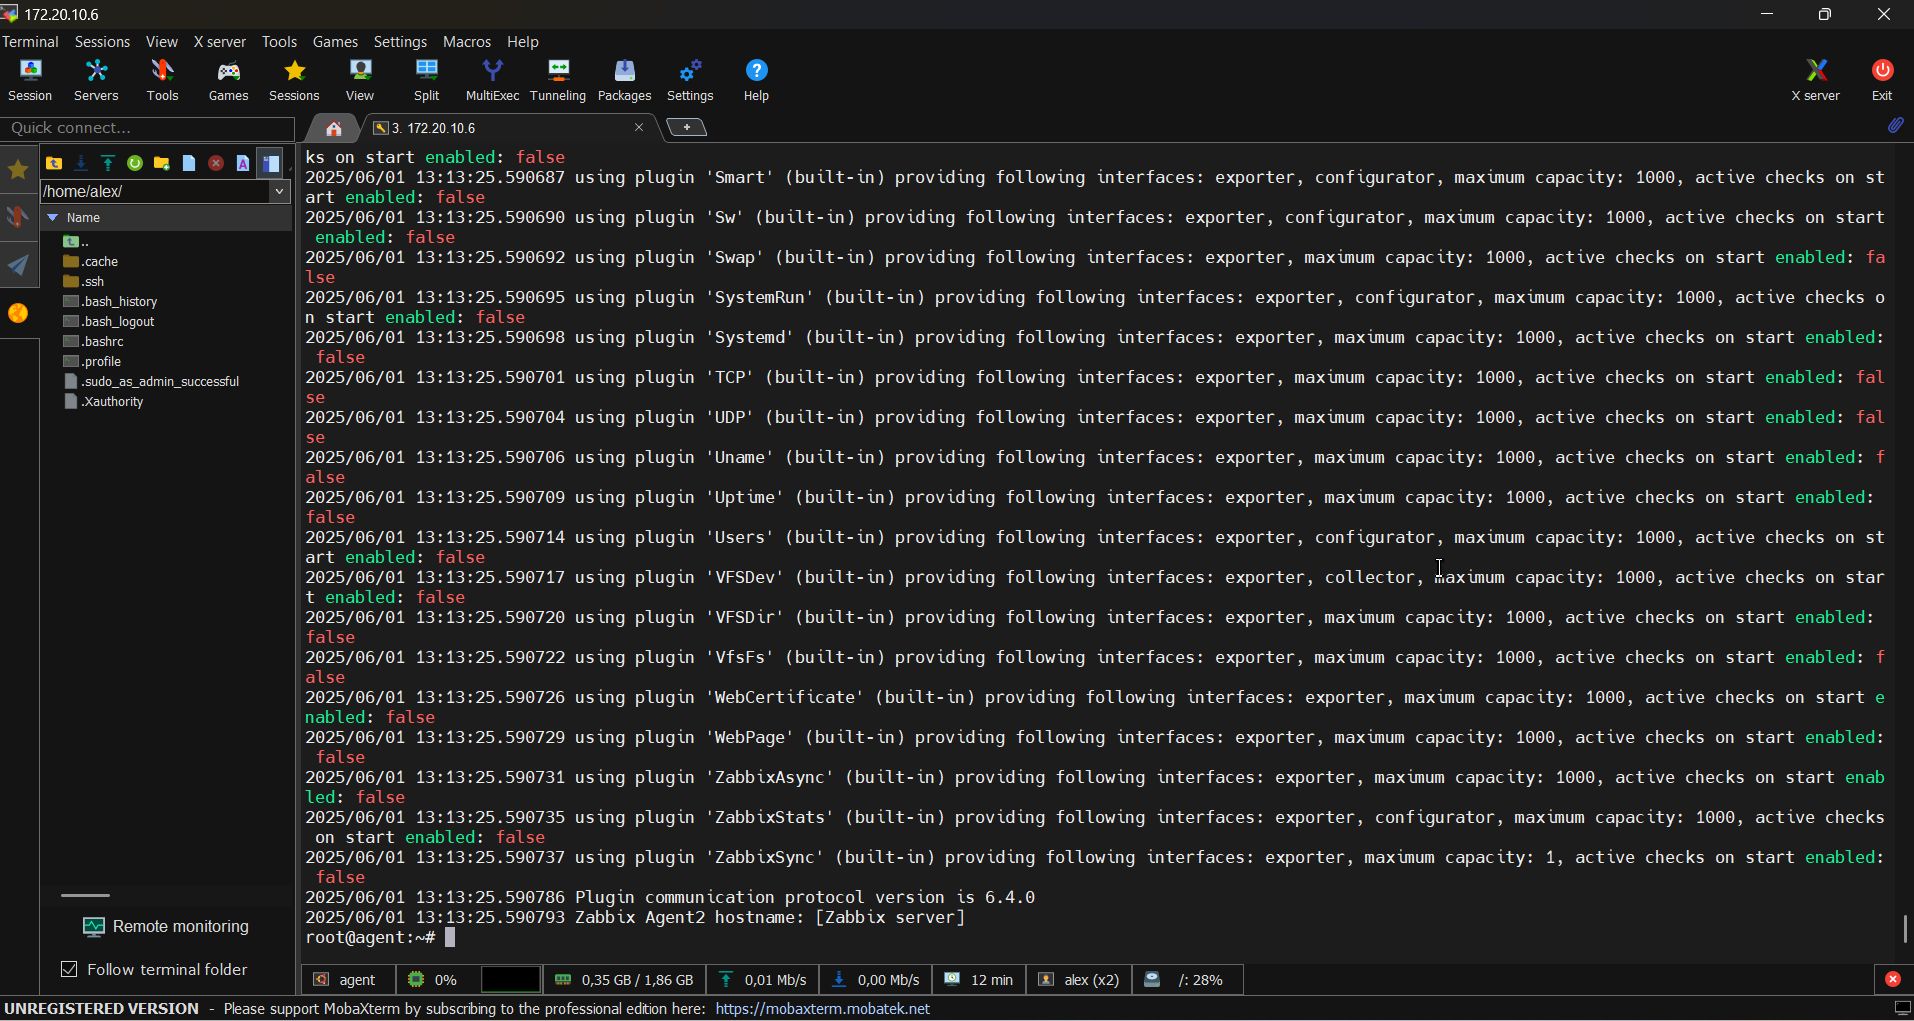 172.20.10.6
Terminal Sessions View X server Tools Games Settings Macros Help
Session Servers Tools Games Sessions View Split MultiExec Tunneling Packages Settings Help X server Exit
Quick connect...
3. 172.20.10.6
/home/alex/
Name
..
.cache
.ssh
.bash_history
.bash_logout
.bashrc
.profile
.sudo_as_admin_successful
.Xauthority
Remote monitoring
Follow terminal folder
ks on start enabled: false
2025/06/01 13:13:25.590687 using plugin 'Smart' (built-in) providing following interfaces: exporter, configurator, maximum capacity: 1000, active checks on st
art enabled: false
2025/06/01 13:13:25.590690 using plugin 'Sw' (built-in) providing following interfaces: exporter, configurator, maximum capacity: 1000, active checks on start
 enabled: false
2025/06/01 13:13:25.590692 using plugin 'Swap' (built-in) providing following interfaces: exporter, maximum capacity: 1000, active checks on start enabled: fa
lse
2025/06/01 13:13:25.590695 using plugin 'SystemRun' (built-in) providing following interfaces: exporter, configurator, maximum capacity: 1000, active checks o
n start enabled: false
2025/06/01 13:13:25.590698 using plugin 'Systemd' (built-in) providing following interfaces: exporter, maximum capacity: 1000, active checks on start enabled:
 false
2025/06/01 13:13:25.590701 using plugin 'TCP' (built-in) providing following interfaces: exporter, maximum capacity: 1000, active checks on start enabled: fal
se
2025/06/01 13:13:25.590704 using plugin 'UDP' (built-in) providing following interfaces: exporter, maximum capacity: 1000, active checks on start enabled: fal
se
2025/06/01 13:13:25.590706 using plugin 'Uname' (built-in) providing following interfaces: exporter, maximum capacity: 1000, active checks on start enabled: f
alse
2025/06/01 13:13:25.590709 using plugin 'Uptime' (built-in) providing following interfaces: exporter, maximum capacity: 1000, active checks on start enabled:
false
2025/06/01 13:13:25.590714 using plugin 'Users' (built-in) providing following interfaces: exporter, configurator, maximum capacity: 1000, active checks on st
art enabled: false
2025/06/01 13:13:25.590717 using plugin 'VFSDev' (built-in) providing following interfaces: exporter, collector, maximum capacity: 1000, active checks on star
t enabled: false
2025/06/01 13:13:25.590720 using plugin 'VFSDir' (built-in) providing following interfaces: exporter, maximum capacity: 1000, active checks on start enabled:
false
2025/06/01 13:13:25.590722 using plugin 'VfsFs' (built-in) providing following interfaces: exporter, maximum capacity: 1000, active checks on start enabled: f
alse
2025/06/01 13:13:25.590726 using plugin 'WebCertificate' (built-in) providing following interfaces: exporter, maximum capacity: 1000, active checks on start e
nabled: false
2025/06/01 13:13:25.590729 using plugin 'WebPage' (built-in) providing following interfaces: exporter, maximum capacity: 1000, active checks on start enabled:
 false
2025/06/01 13:13:25.590731 using plugin 'ZabbixAsync' (built-in) providing following interfaces: exporter, maximum capacity: 1000, active checks on start enab
led: false
2025/06/01 13:13:25.590735 using plugin 'ZabbixStats' (built-in) providing following interfaces: exporter, configurator, maximum capacity: 1000, active checks
 on start enabled: false
2025/06/01 13:13:25.590737 using plugin 'ZabbixSync' (built-in) providing following interfaces: exporter, maximum capacity: 1, active checks on start enabled:
 false
2025/06/01 13:13:25.590786 Plugin communication protocol version is 6.4.0
2025/06/01 13:13:25.590793 Zabbix Agent2 hostname: [Zabbix server]
root@agent:~#
agent 0% 0,35 GB / 1,86 GB 0,01 Mb/s 0,00 Mb/s 12 min alex (x2) /: 28%
UNREGISTERED VERSION - Please support MobaXterm by subscribing to the professional edition here: https://mobaxterm.mobatek.net